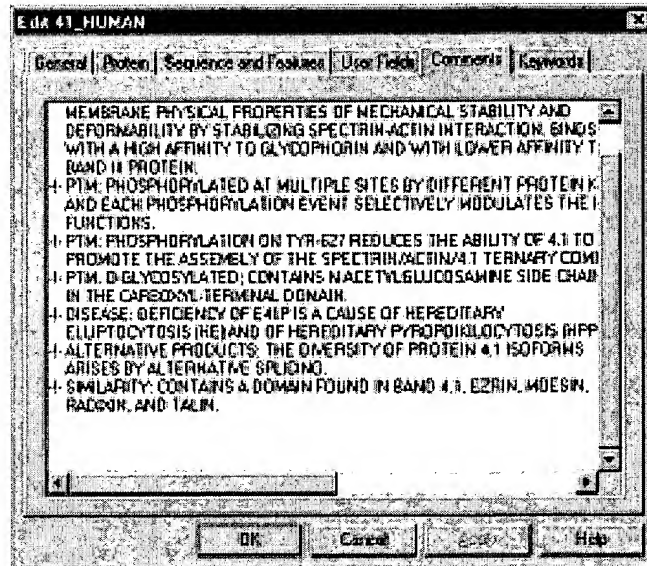 Edit 41_HUMAN
General Protein Sequence and Features User Fields Comments Keywords
MEMBRANE PHYSICAL PROPERTIES OF MECHANICAL STABILITY AND
DEFORMABILITY BY STABILIZING SPECTRIN-ACTIN INTERACTION. BINDS
WITH A HIGH AFFINITY TO GLYCOPHORIN AND WITH LOWER AFFINITY T
BAND III PROTEIN.
-!- PTM: PHOSPHORYLATED AT MULTIPLE SITES BY DIFFERENT PROTEIN K
AND EACH PHOSPHORYLATION EVENT SELECTIVELY MODULATES THE I
FUNCTIONS.
-!- PTM: PHOSPHORYLATION ON TYR-627 REDUCES THE ABILITY OF 4.1 TO
PROMOTE THE ASSEMBLY OF THE SPECTRIN/ACTIN/4.1 TERNARY COM
-!- PTM: O-GLYCOSYLATED; CONTAINS N-ACETYLGLUCOSAMINE SIDE CHAI
IN THE CARBOXYL-TERMINAL DOMAIN.
-!- DISEASE: DEFICIENCY OF E41P IS A CAUSE OF HEREDITARY
ELLIPTOCYTOSIS (HE) AND OF HEREDITARY PYROPOIKILOCYTOSIS (HPP
-!- ALTERNATIVE PRODUCTS: THE DIVERSITY OF PROTEIN 4.1 ISOFORMS
ARISES BY ALTERNATIVE SPLICING.
-!- SIMILARITY: CONTAINS A DOMAIN FOUND IN BAND 4.1, EZRIN, MOESIN,
RADIXIN, AND TALIN.
OK Cancel Apply Help